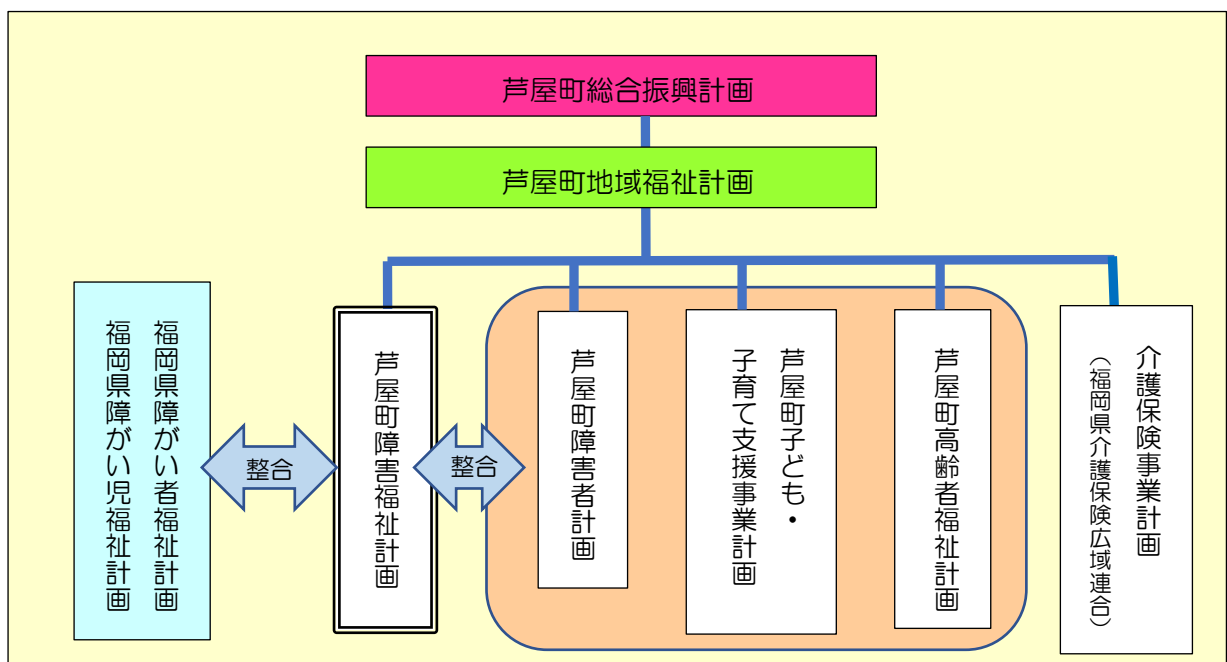 芦屋町総合振興計画
芦屋町地域福祉計画
福岡県障がい者福祉計画
福岡県障がい児福祉計画
整合
芦屋町障害福祉計画
整合
芦屋町障害者計画
芦屋町子ども・
子育て支援事業計画
芦屋町高齢者福祉計画
介護保険事業計画
（福岡県介護保険広域連合）